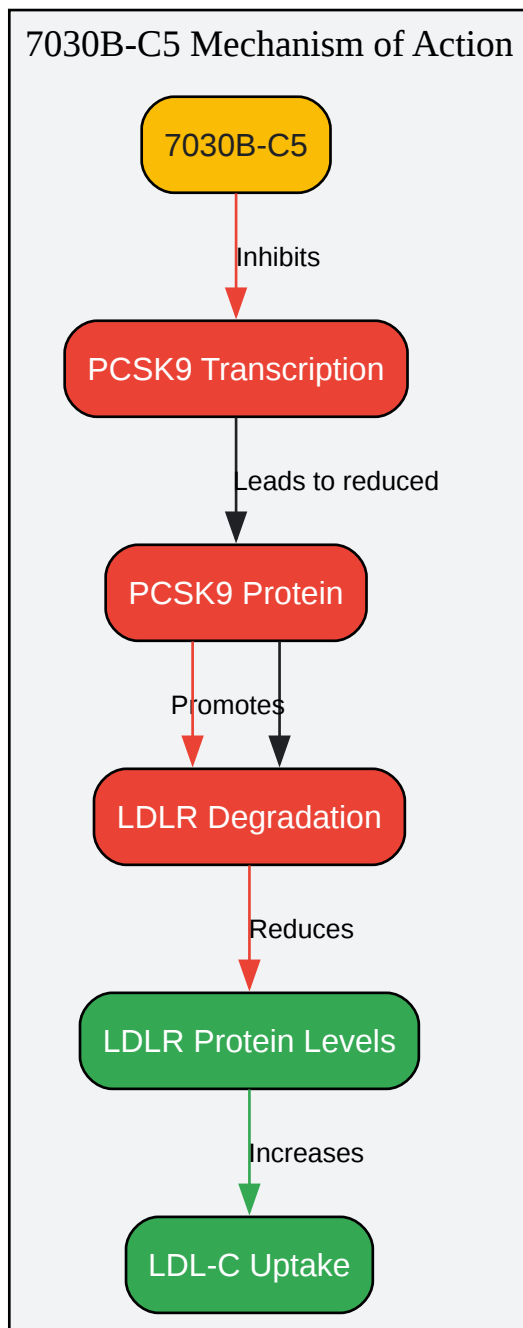 7030B-C5 Mechanism of Action
7030B-C5
Inhibits
PCSK9 Transcription
Leads to reduced
PCSK9 Protein
Promotes
LDLR Degradation
Reduces
LDLR Protein Levels
Increases
LDL-C Uptake